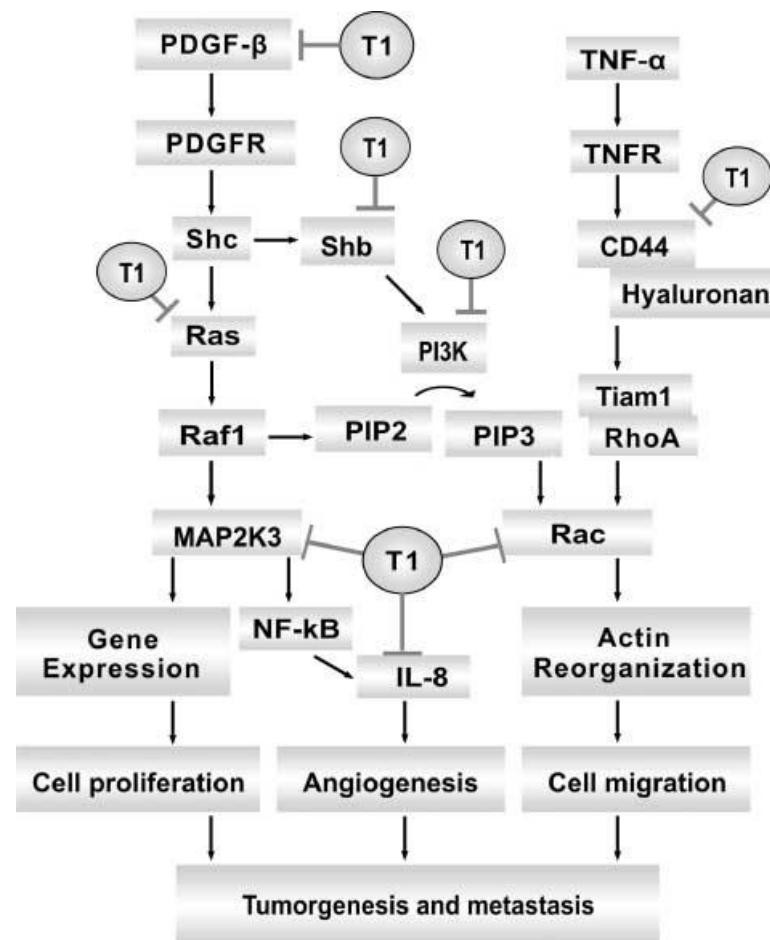 PDGF-β
T1
TNF-α
PDGFR
T1
TNFR
T1
Shc
Shb
T1
CD44
T1
Hyaluronan
Ras
PI3K
Tiam1
Raf1
PIP2
PIP3
RhoA
MAP2K3
T1
Rac
Gene
Expression
NF-kB
IL-8
Actin
Reorganization
Cell proliferation
Angiogenesis
Cell migration
Tumorgenesis and metastasis